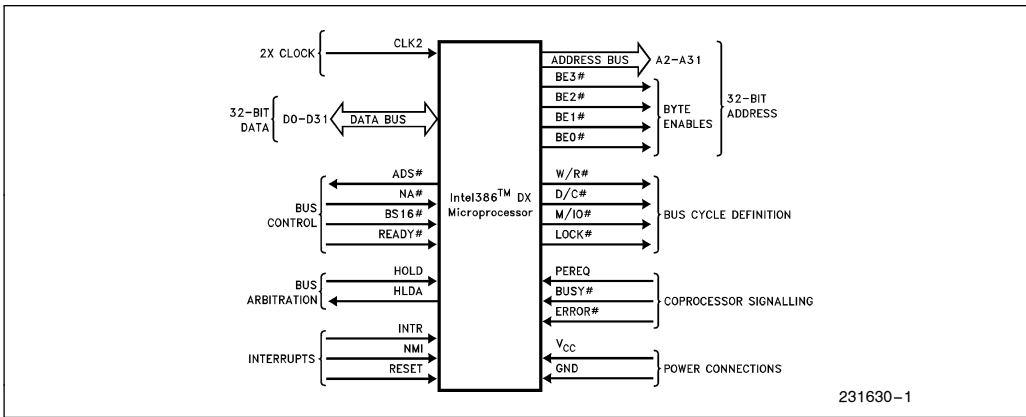 2X CLOCK
CLK2
32-BIT
DATA
D0-D31
DATA BUS
BUS
CONTROL
ADS#
NA#
BS16#
READY#
BUS
ARBITRATION
HOLD
HLDA
INTERRUPTS
INTR
NMI
RESET
Intel386™ DX
Microprocessor
ADDRESS BUS
A2-A31
BE3#
BE2#
BE1#
BE0#
BYTE
ENABLES
32-BIT
ADDRESS
W/R#
D/C#
M/IO#
LOCK#
BUS CYCLE DEFINITION
PEREQ
BUSY#
ERROR#
COPROCESSOR SIGNALLING
VCC
GND
POWER CONNECTIONS
231630-1